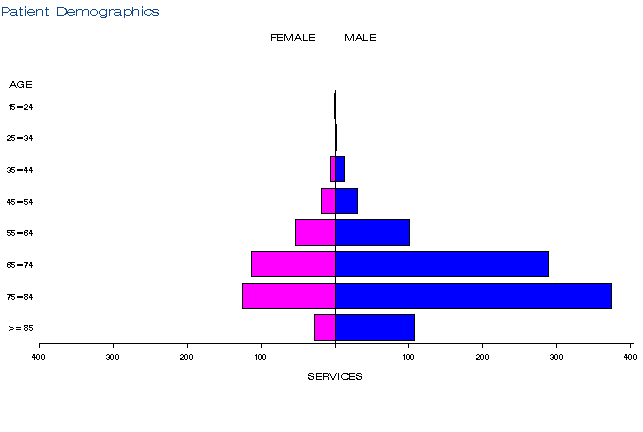 Patient Demographics
FEMALE MALE
AGE
15-24
25-34
35-44
45-54
55-64
65-74
75-84
>=85
400 300 200 100 100 200 300 400
SERVICES